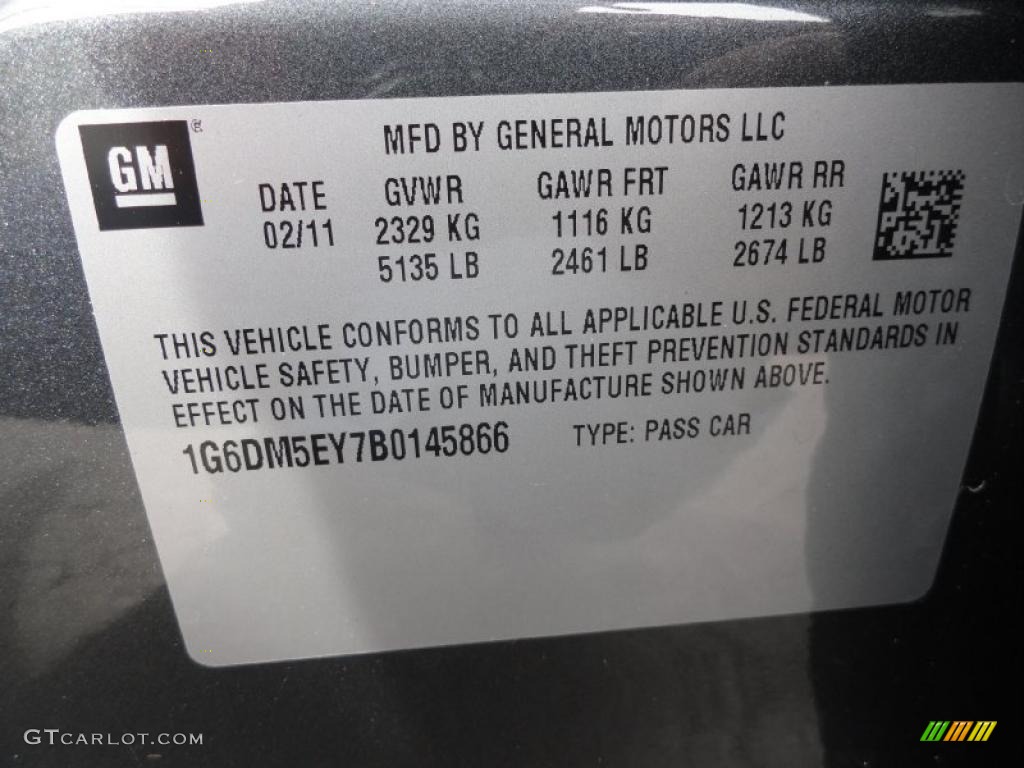 GM
MFD BY GENERAL MOTORS LLC
DATE GVWR GAWR FRT GAWR RR
02/11 2329 KG 1116 KG 1213 KG
5135 LB 2461 LB 2674 LB
THIS VEHICLE CONFORMS TO ALL APPLICABLE U.S. FEDERAL MOTOR
VEHICLE SAFETY, BUMPER, AND THEFT PREVENTION STANDARDS IN
EFFECT ON THE DATE OF MANUFACTURE SHOWN ABOVE.
1G6DM5EY7B0145866 TYPE: PASS CAR
GTCARLOT.COM